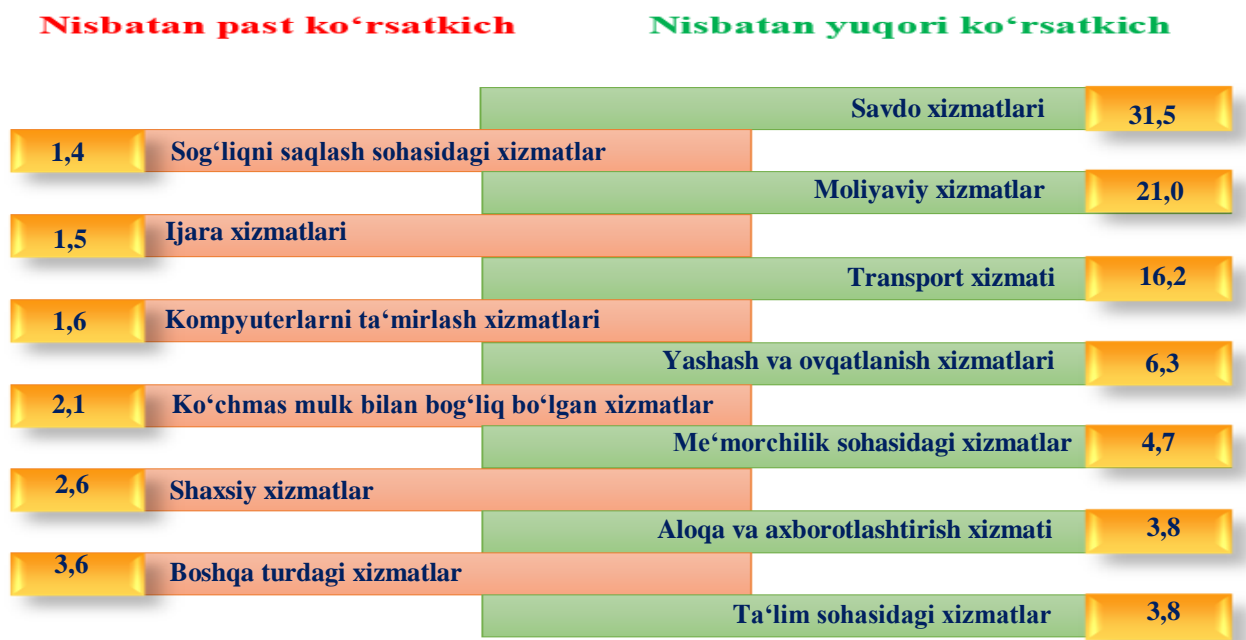 Nisbatan past ko‘rsatkich
Nisbatan yuqori ko‘rsatkich
Savdo xizmatlari 31,5
1,4 Sog‘liqni saqlash sohasidagi xizmatlar
Moliyaviy xizmatlar 21,0
1,5 Ijara xizmatlari
Transport xizmati 16,2
1,6 Kompyuterlarni ta‘mirlash xizmatlari
Yashash va ovqatlanish xizmatlari 6,3
2,1 Ko‘chmas mulk bilan bog‘liq bo‘lgan xizmatlar
Me‘morchilik sohasidagi xizmatlar 4,7
2,6 Shaxsiy xizmatlar
Aloqa va axborotlashtirish xizmati 3,8
3,6 Boshqa turdagi xizmatlar
Ta‘lim sohasidagi xizmatlar 3,8